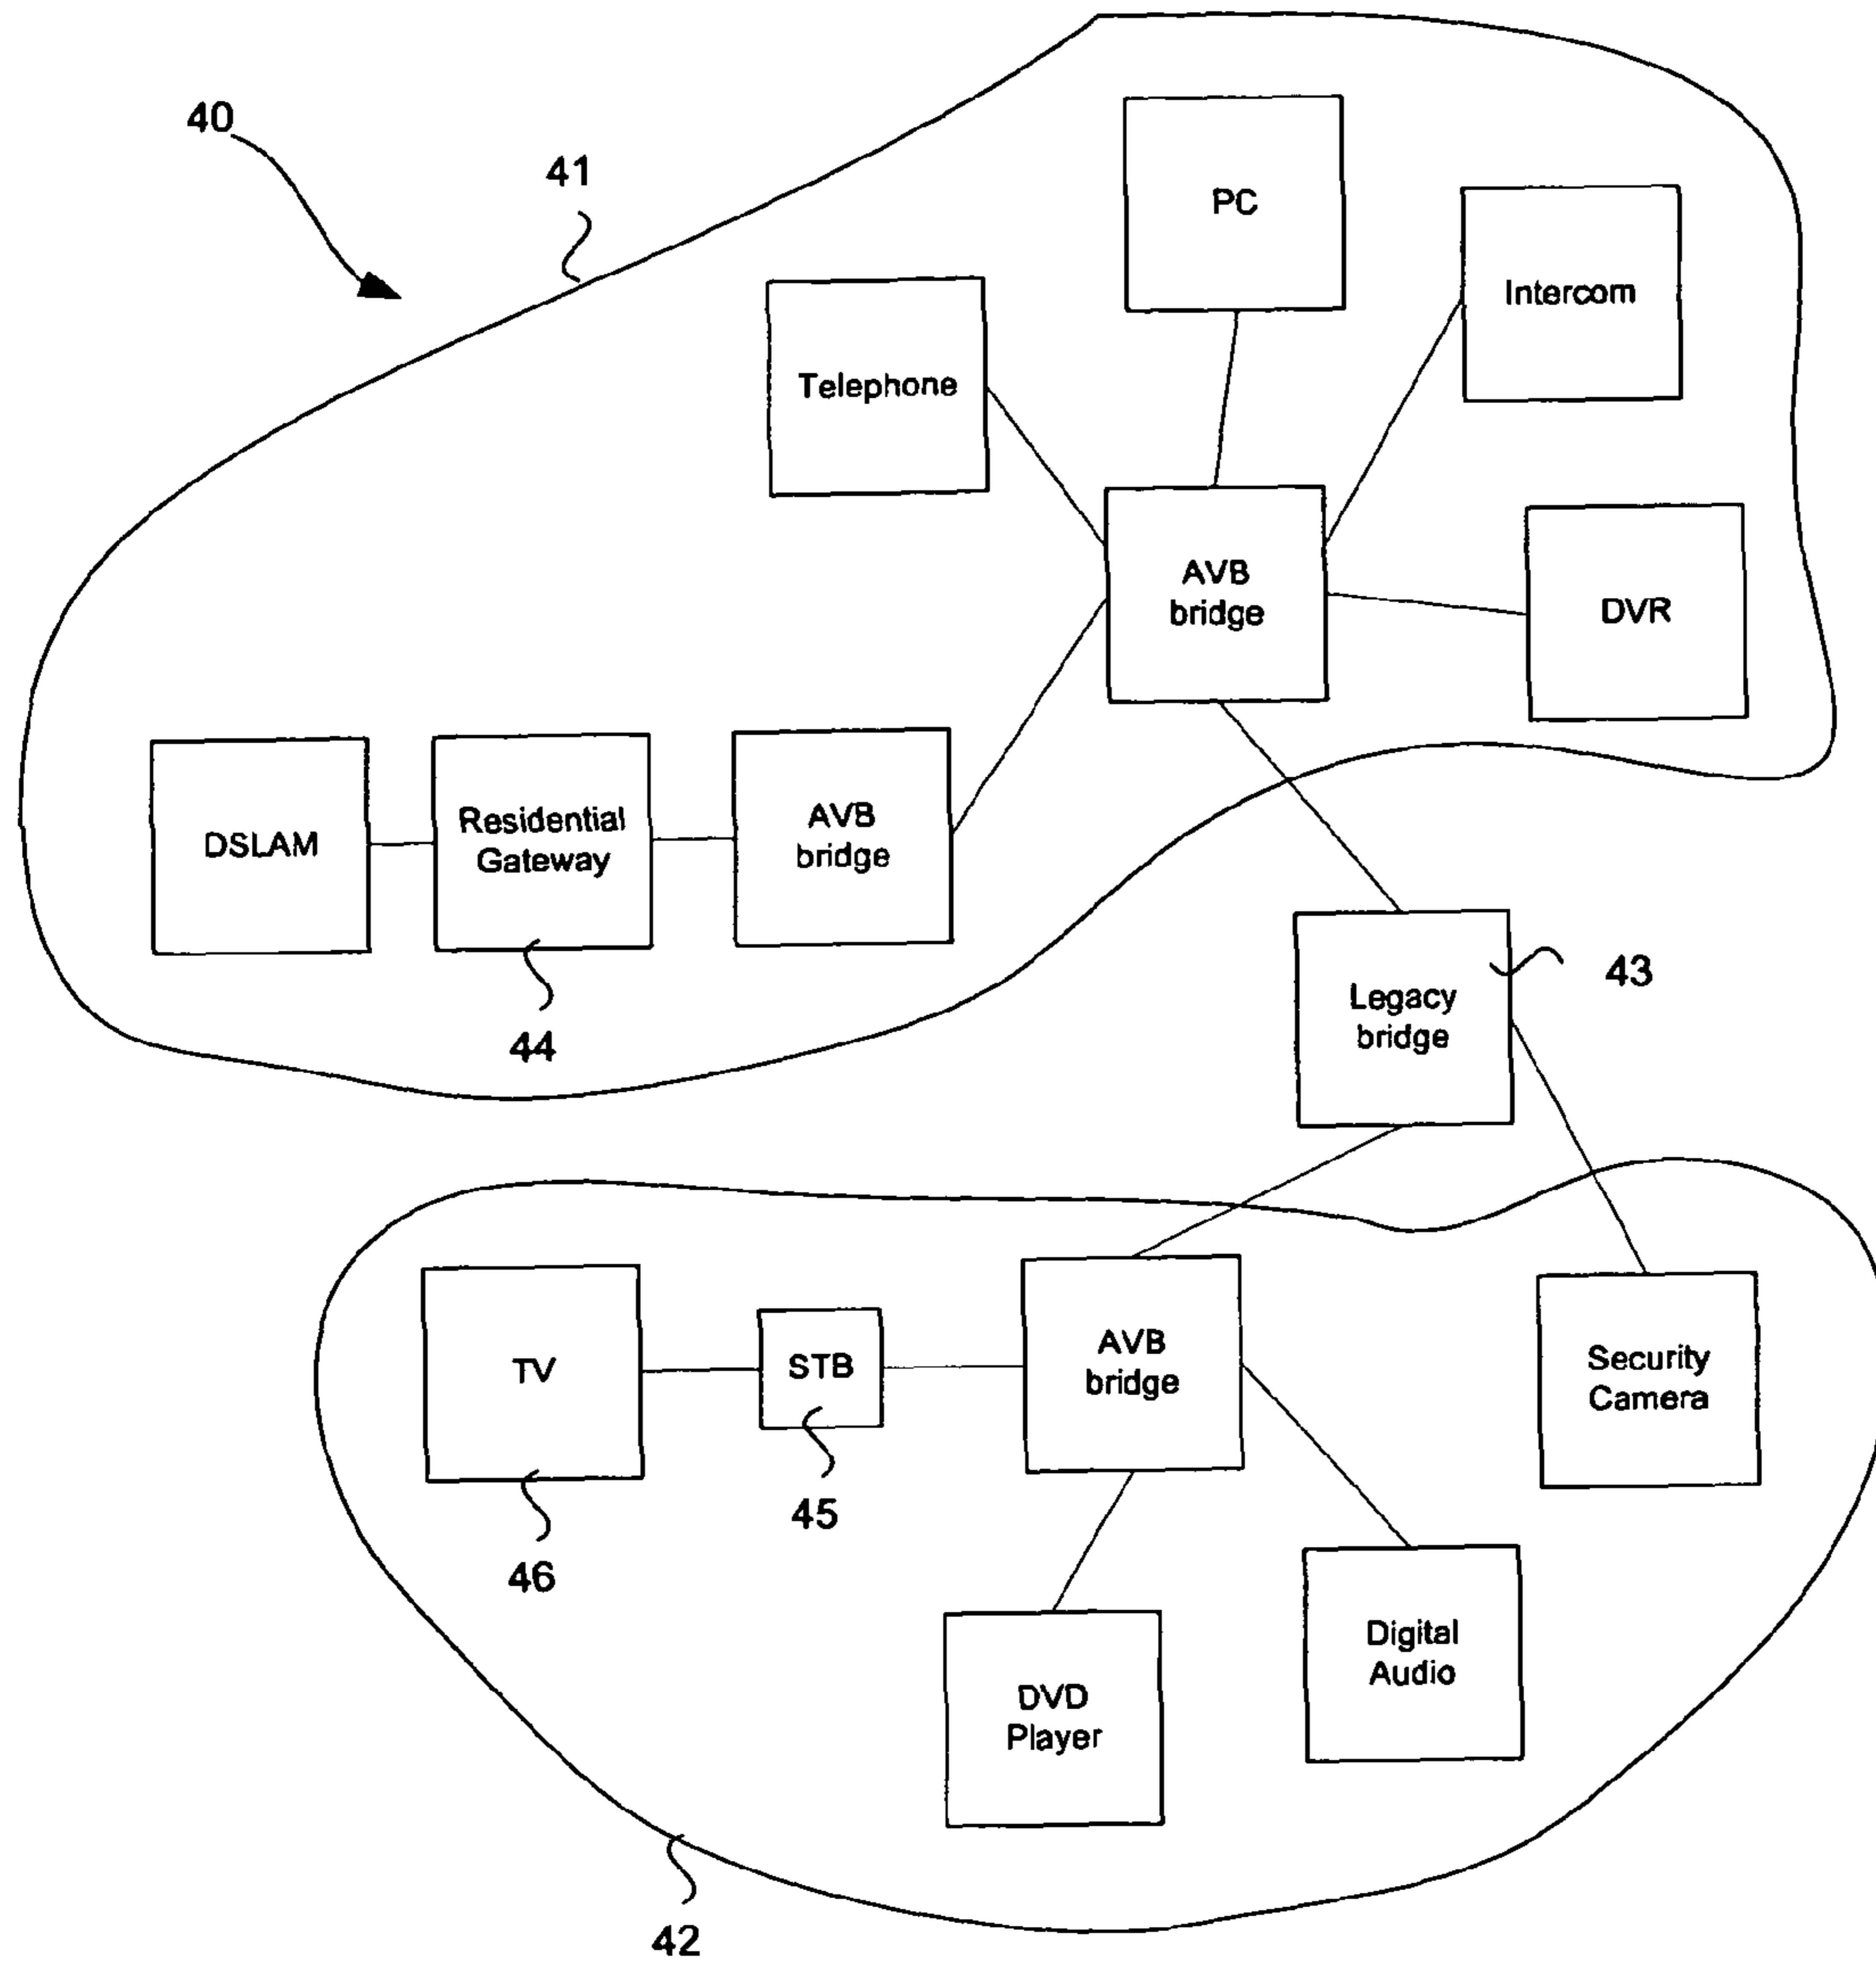 40
41
PC
Intercom
Telephone
AVB
bridge
DVR
DSLAM
Residential
Gateway
AVB
bridge
44
43
Legacy
bridge
TV
STB
AVB
bridge
Security
Camera
45
46
DVD
Player
Digital
Audio
42